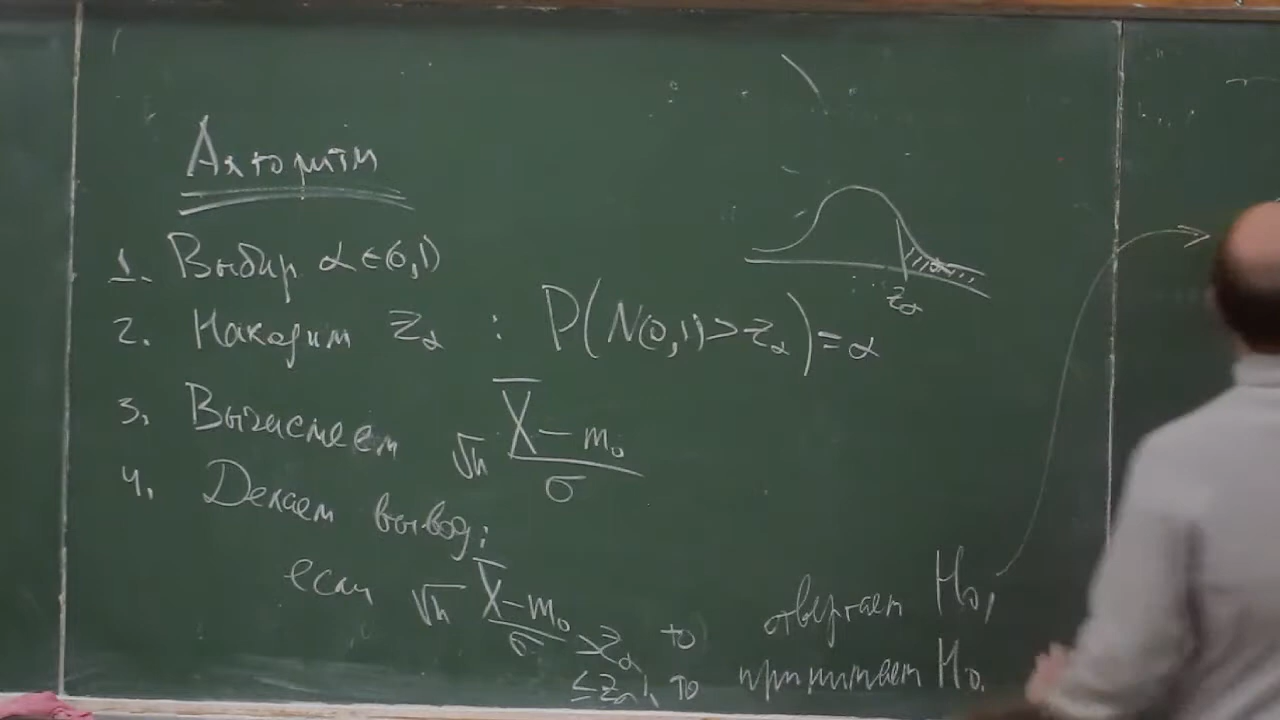 Алгоритм
1. Выбир α∈(0,1)
2. Находим z_α : P(N(0,1)>z_α)=α
3. Вычисляем √n (X̄ − m₀)/σ
4. Делаем вывод:
если √n (X̄ − m₀)/σ >z_α, то отвергаем H₀,
≤z_α, то принимаем H₀.
z_α